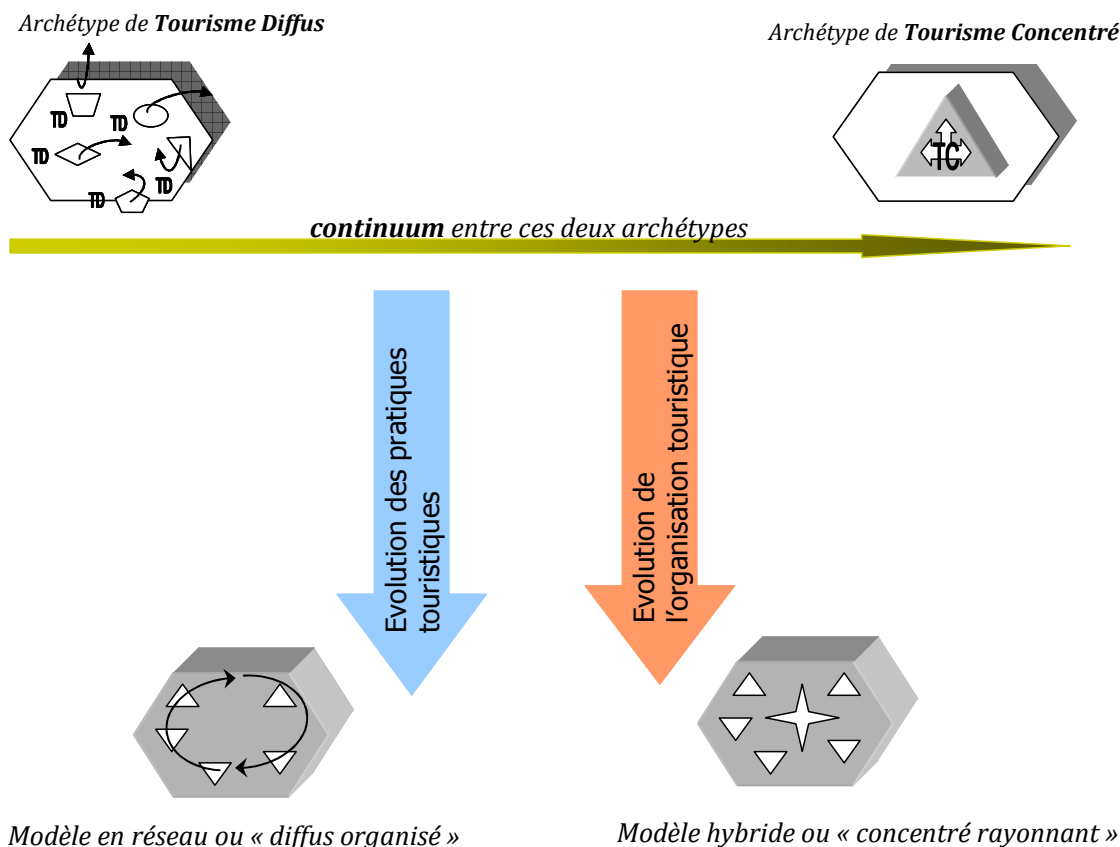 Archétype de Tourisme Diffus
Archétype de Tourisme Concentré
TD
TD
TD
TD
TD
TC
continuum entre ces deux archétypes
Evolution des pratiques
touristiques
Evolution de
l'organisation touristique
Modèle en réseau ou « diffus organisé »
Modèle hybride ou « concentré rayonnant »